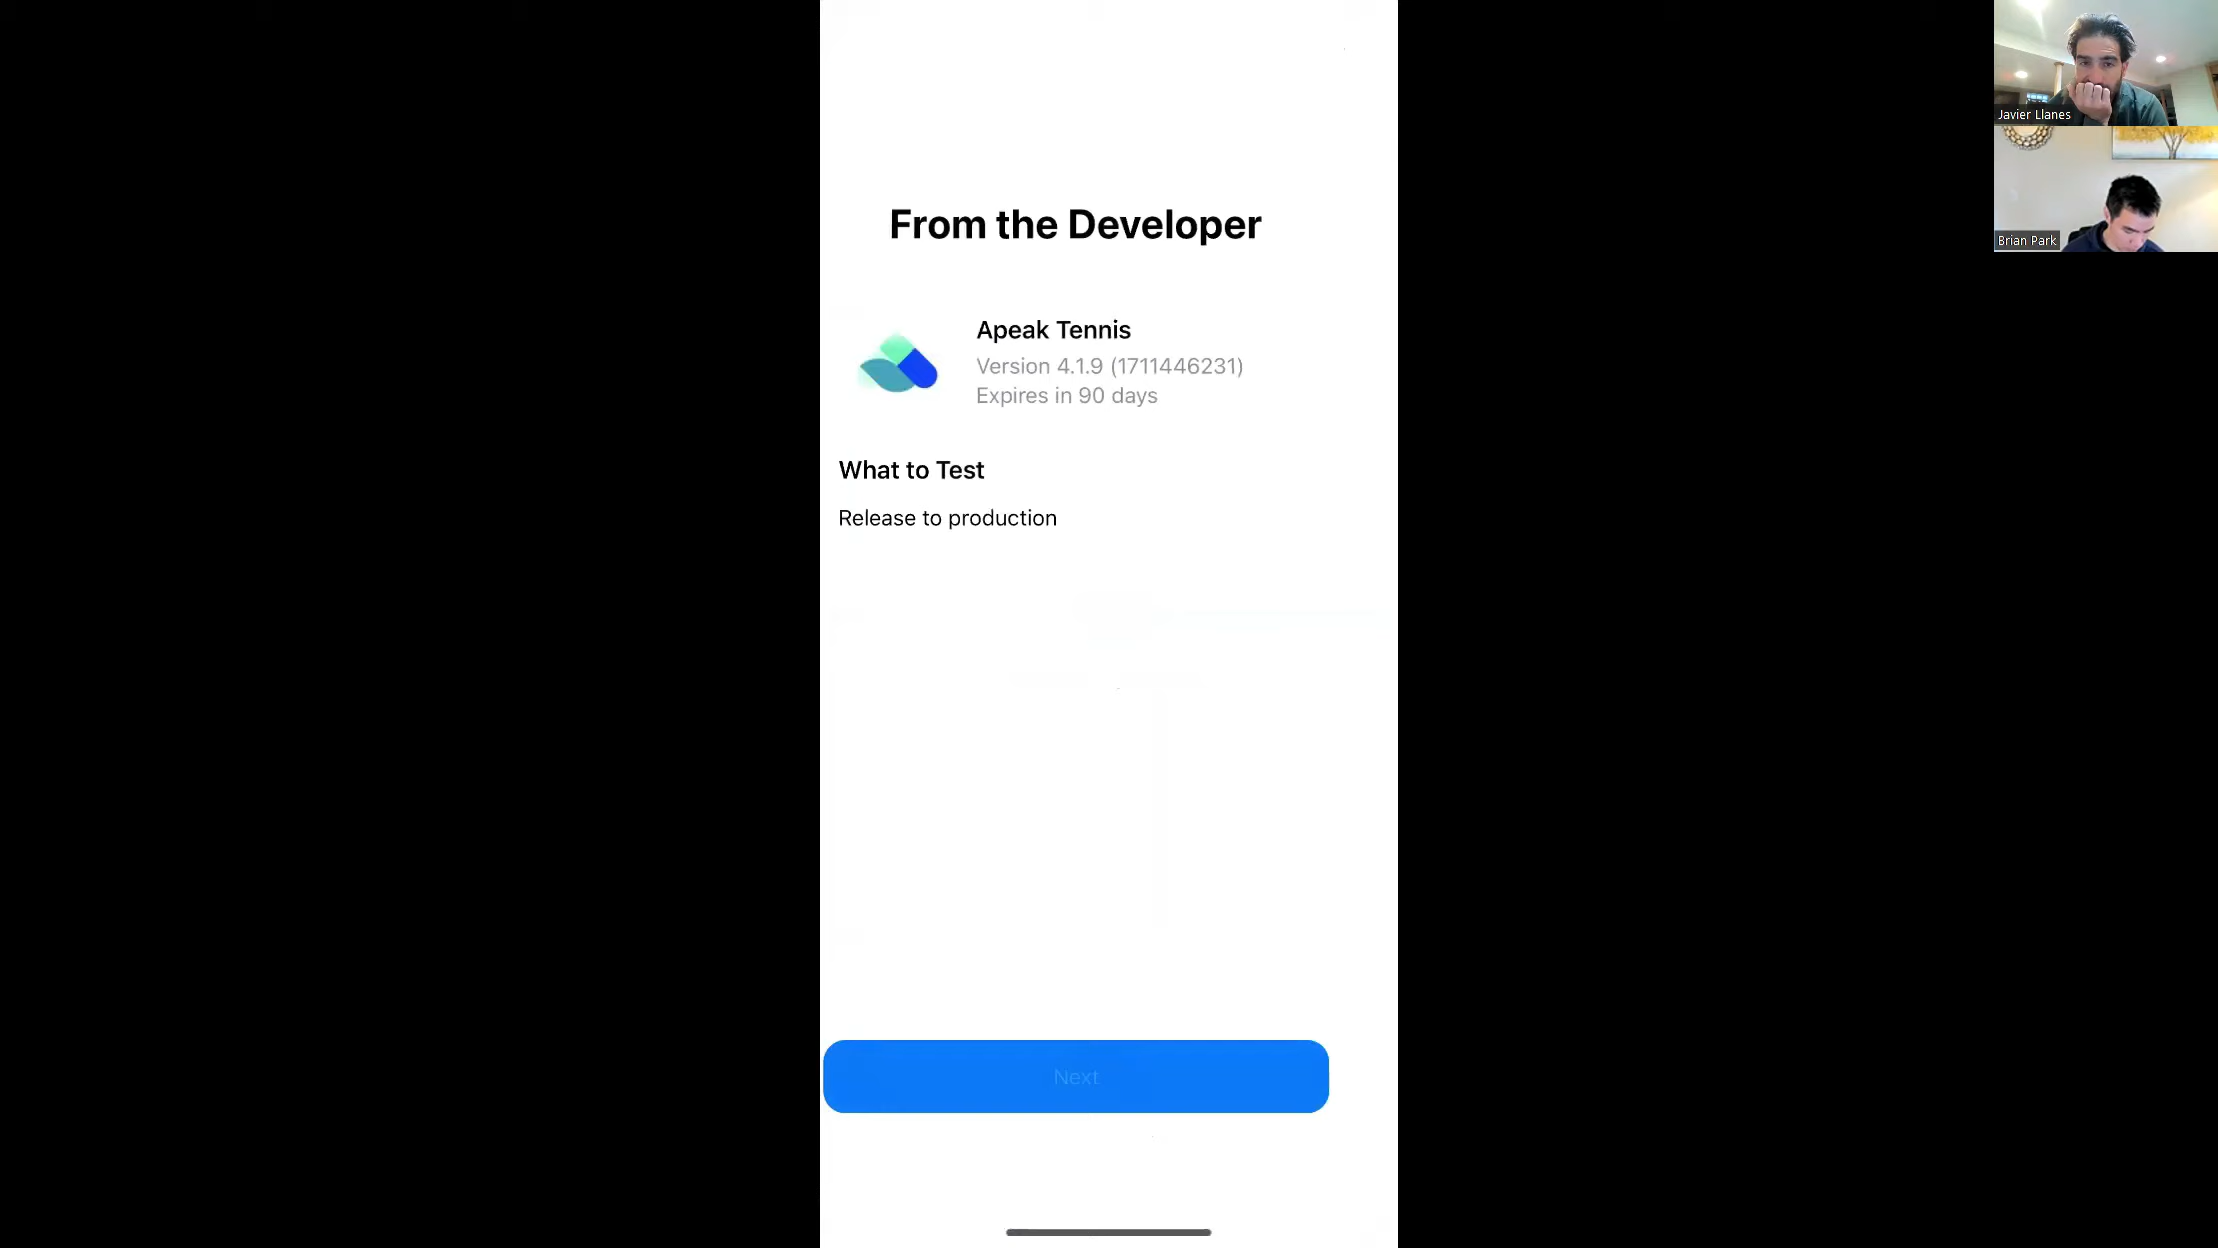 From the Developer
Apeak Tennis
Version 4.1.9 (1711446231)
Expires in 90 days
What to Test
Release to production
Next
Javier Llanes
Brian Park